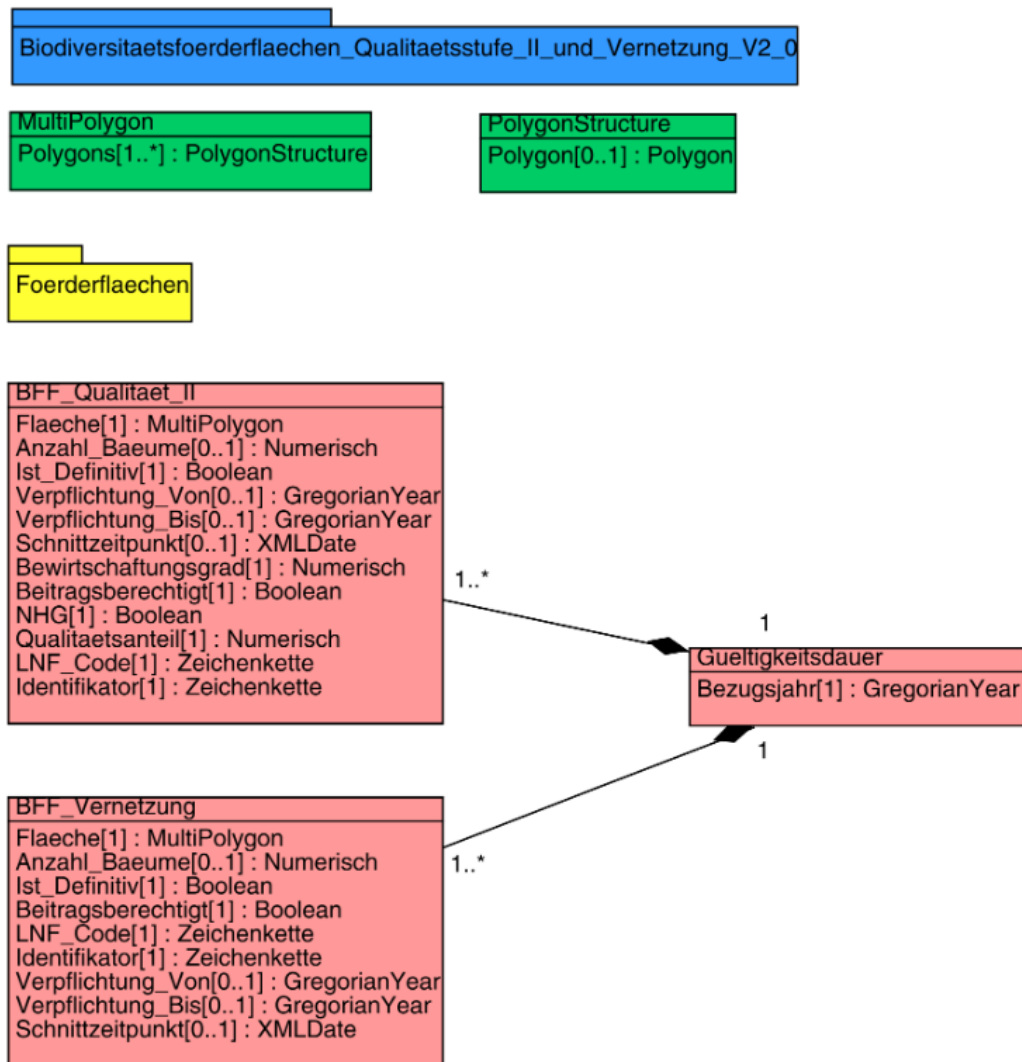 Biodiversitaetsfoerderflaechen_Qualitaetsstufe_II_und_Vernetzung_V2_0
MultiPolygon
Polygons[1..*] : PolygonStructure
PolygonStructure
Polygon[0..1] : Polygon
Foerderflaechen
BFF_Qualitaet_II
Flaeche[1] : MultiPolygon
Anzahl_Baeume[0..1] : Numerisch
Ist_Definitiv[1] : Boolean
Verpflichtung_Von[0..1] : GregorianYear
Verpflichtung_Bis[0..1] : GregorianYear
Schnittzeitpunkt[0..1] : XMLDate
Bewirtschaftungsgrad[1] : Numerisch
Beitragsberechtigt[1] : Boolean
NHG[1] : Boolean
Qualitaetsanteil[1] : Numerisch
LNF_Code[1] : Zeichenkette
Identifikator[1] : Zeichenkette
1..*
1
Gueltigkeitsdauer
Bezugsjahr[1] : GregorianYear
1
1..*
BFF_Vernetzung
Flaeche[1] : MultiPolygon
Anzahl_Baeume[0..1] : Numerisch
Ist_Definitiv[1] : Boolean
Beitragsberechtigt[1] : Boolean
LNF_Code[1] : Zeichenkette
Identifikator[1] : Zeichenkette
Verpflichtung_Von[0..1] : GregorianYear
Verpflichtung_Bis[0..1] : GregorianYear
Schnittzeitpunkt[0..1] : XMLDate